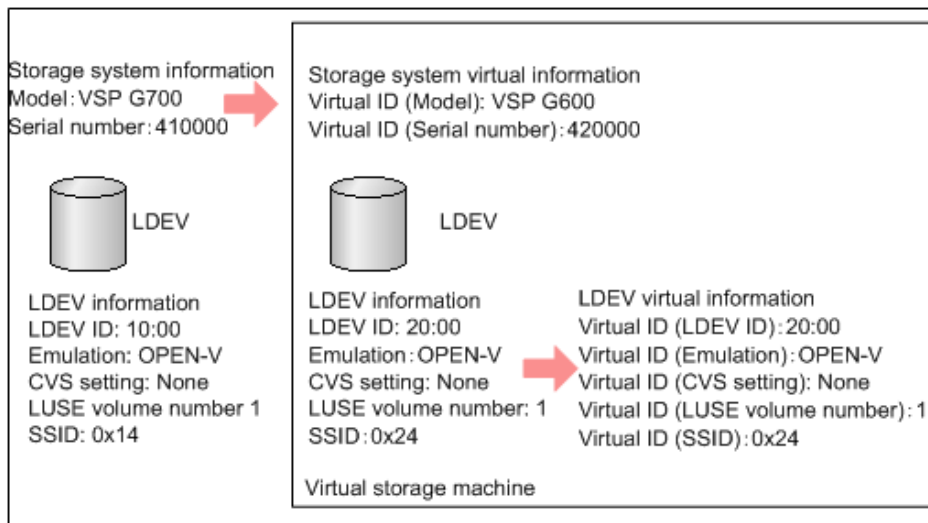 Storage system information
Model:VSP G700
Serial number:410000
LDEV
LDEV information
LDEV ID: 10:00
Emulation: OPEN-V
CVS setting: None
LUSE volume number 1
SSID: 0x14
Storage system virtual information
Virtual ID (Model): VSP G600
Virtual ID (Serial number):420000
LDEV
LDEV information
LDEV ID: 20:00
Emulation:OPEN-V
CVS setting: None
LUSE volume number: 1
SSID:0x24
LDEV virtual information
Virtual ID (LDEV ID):20:00
Virtual ID (Emulation):OPEN-V
Virtual ID (CVS setting): None
Virtual ID (LUSE volume number):1
Virtual ID (SSID):0x24
Virtual storage machine